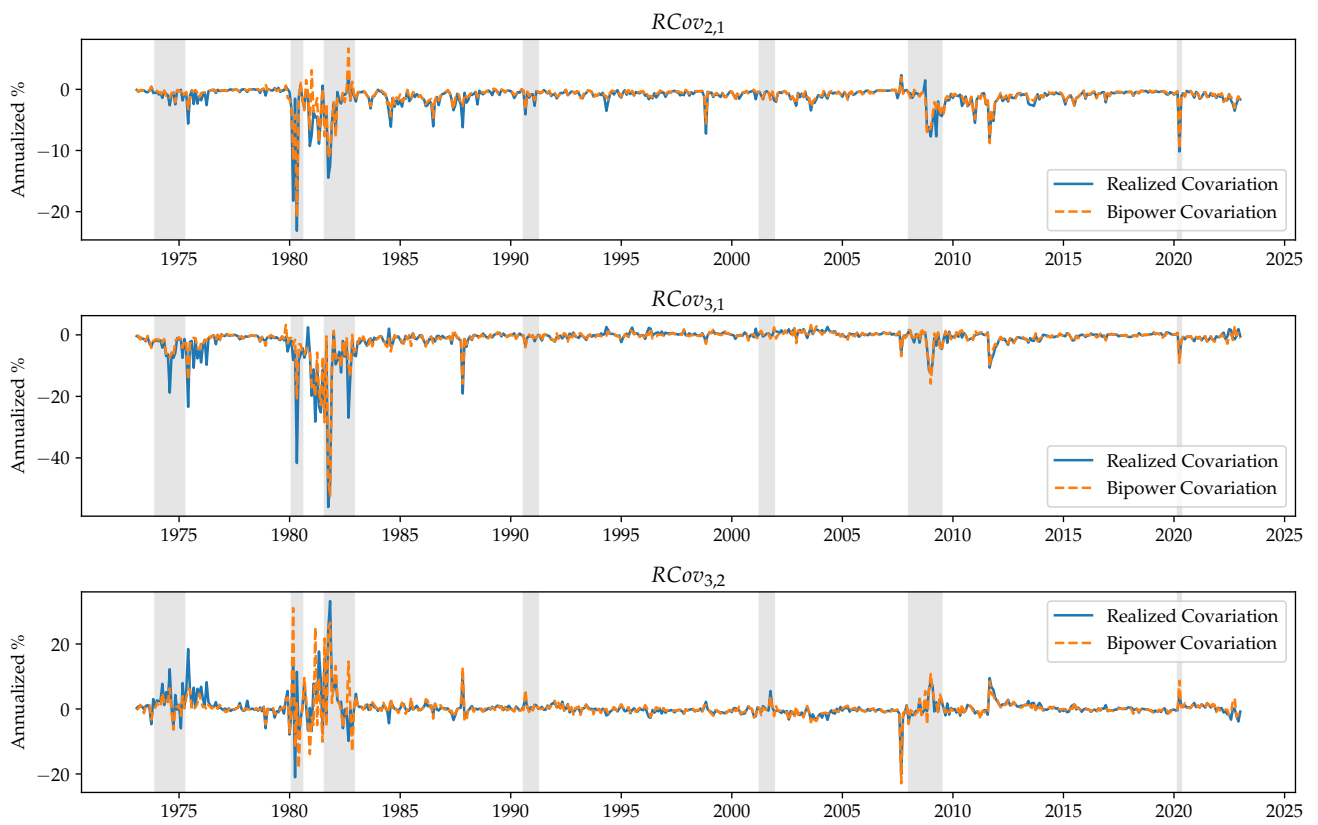 RCov2,1
Annualized %
0
−10
−20
Realized Covariation
Bipower Covariation
1975 1980 1985 1990 1995 2000 2005 2010 2015 2020 2025
RCov3,1
Annualized %
0
−20
−40
Realized Covariation
Bipower Covariation
1975 1980 1985 1990 1995 2000 2005 2010 2015 2020 2025
RCov3,2
Annualized %
20
0
−20
Realized Covariation
Bipower Covariation
1975 1980 1985 1990 1995 2000 2005 2010 2015 2020 2025